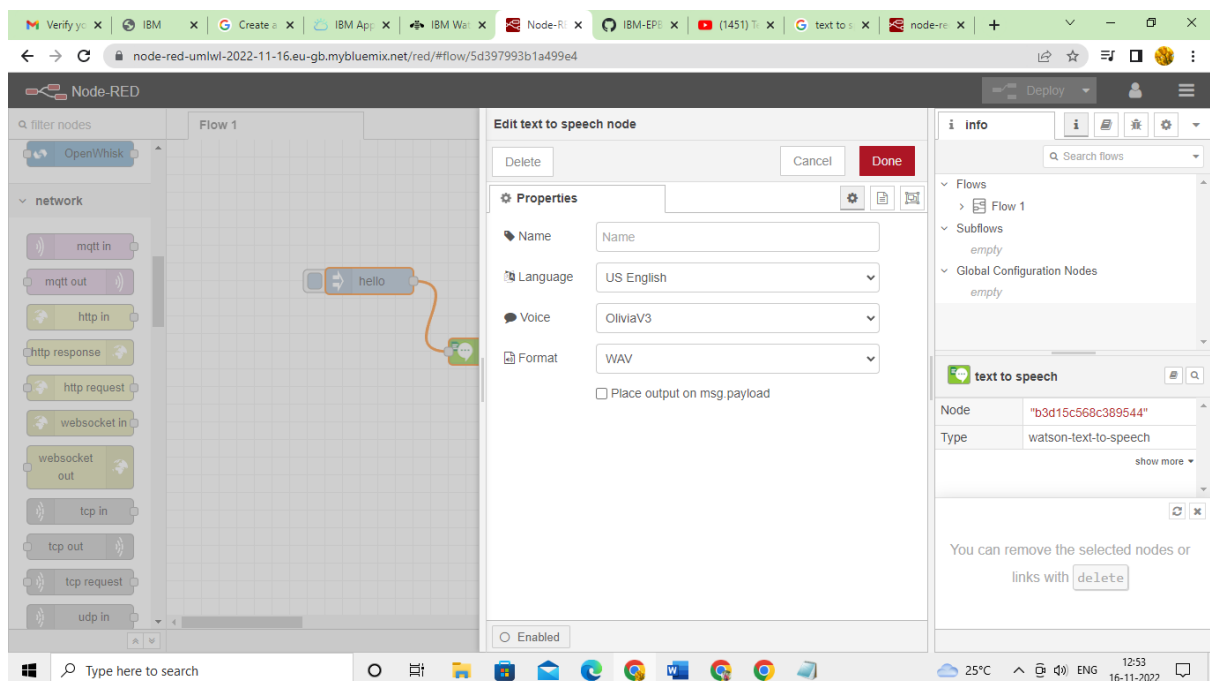 Verify yo
IBM
Create a
IBM App
IBM Wat
Node-RE
IBM-EPB
(1451) Te
text to s
node-re
node-red-umlwl-2022-11-16.eu-gb.mybluemix.net/red/#flow/5d397993b1a499e4
Node-RED
Deploy
filter nodes
OpenWhisk
network
mqtt in
mqtt out
http in
http response
http request
websocket in
websocket
out
tcp in
tcp out
tcp request
udp in
Flow 1
hello
Edit text to speech node
Delete
Cancel
Done
Properties
Name
Name
Language
US English
Voice
OliviaV3
Format
WAV
Place output on msg.payload
Enabled
i info
i
Search flows
Flows
Flow 1
Subflows
empty
Global Configuration Nodes
empty
text to speech
Node
"b3d15c568c389544"
Type
watson-text-to-speech
show more
You can remove the selected nodes or
links with delete
Type here to search
25°C
ENG
12:53
16-11-2022